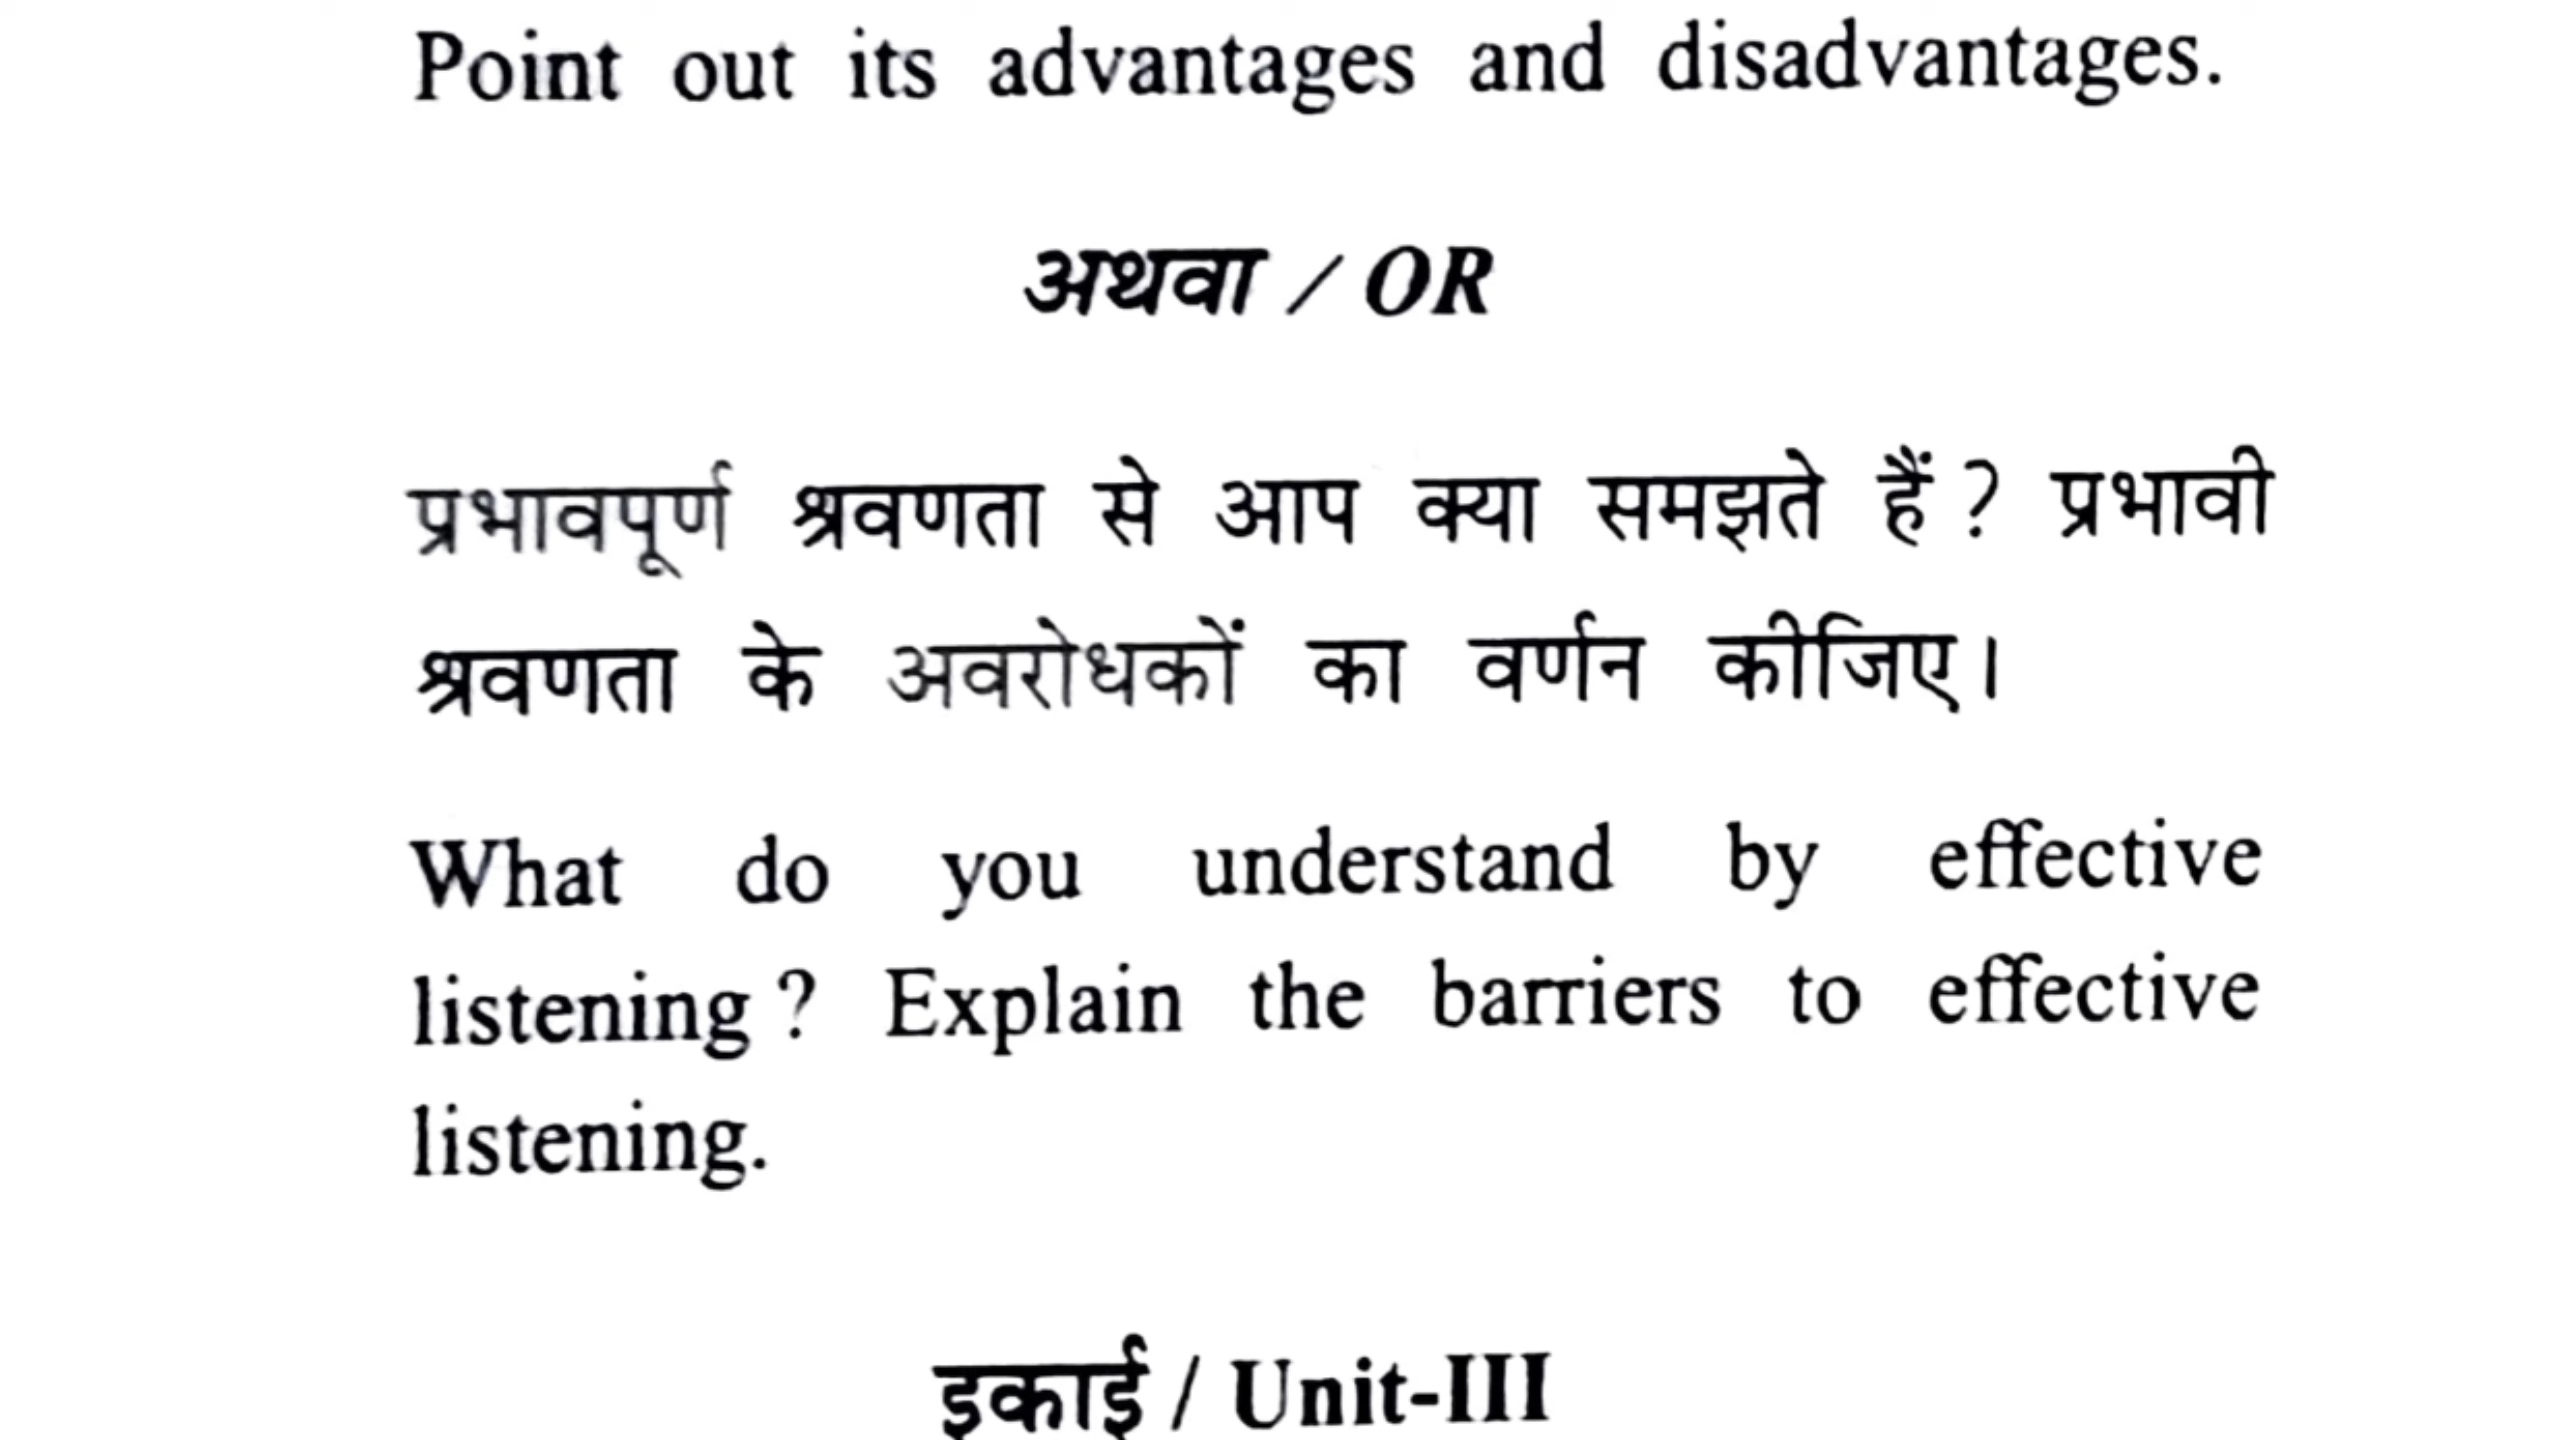 Point out its advantages and disadvantages.
अथवा / OR
प्रभावपूर्ण श्रवणता से आप क्या समझते हैं ? प्रभावी
श्रवणता के अवरोधकों का वर्णन कीजिए।
What do you understand by effective
listening ? Explain the barriers to effective
listening.
इकाई / Unit-III